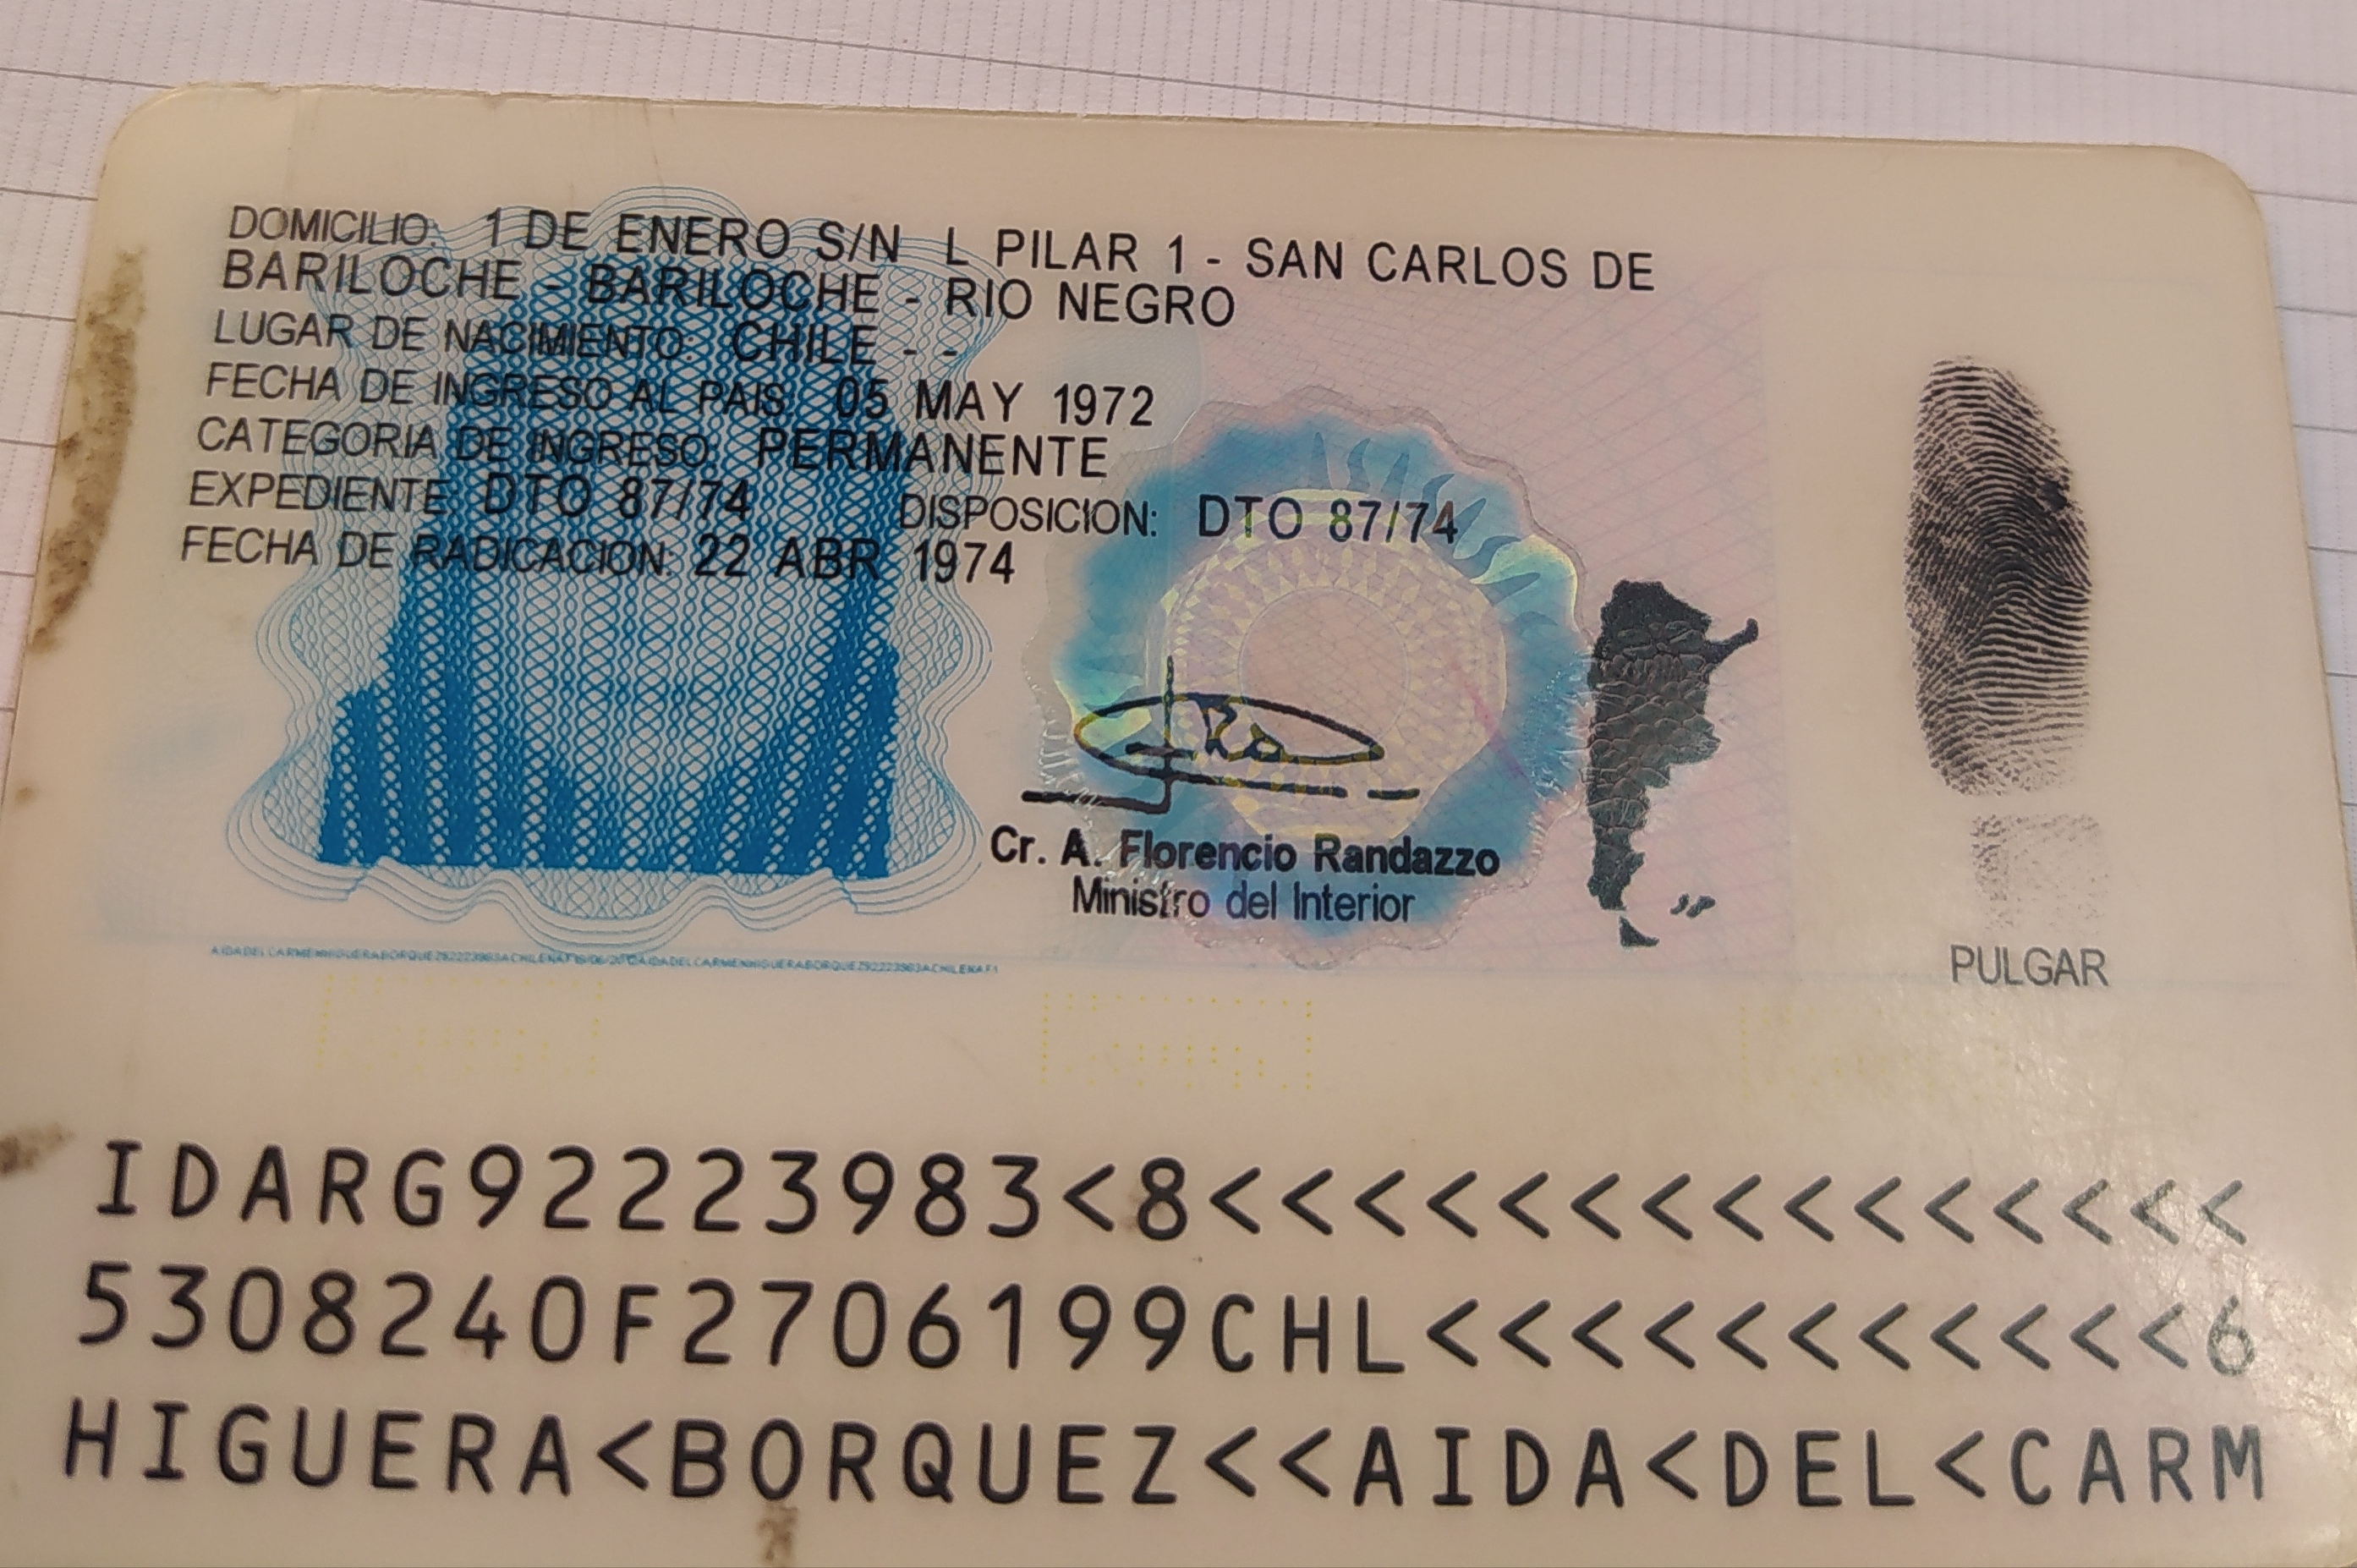 DOMICILIO: 1 DE ENERO S/N L PILAR 1 - SAN CARLOS DE
BARILOCHE - BARILOCHE - RIO NEGRO
LUGAR DE NACIMIENTO: CHILE - -
FECHA DE INGRESO AL PAIS: 05 MAY 1972
CATEGORIA DE INGRESO: PERMANENTE
EXPEDIENTE: DTO 87/74 DISPOSICION: DTO 87/74
FECHA DE RADICACION: 22 ABR 1974
Cr. A. Florencio Randazzo
Ministro del Interior
PULGAR
IDARG92223983<8<<<<<<<<<<<<<<<
5308240F2706199CHL<<<<<<<<<<<6
HIGUERA<BORQUEZ<<AIDA<DEL<CARM